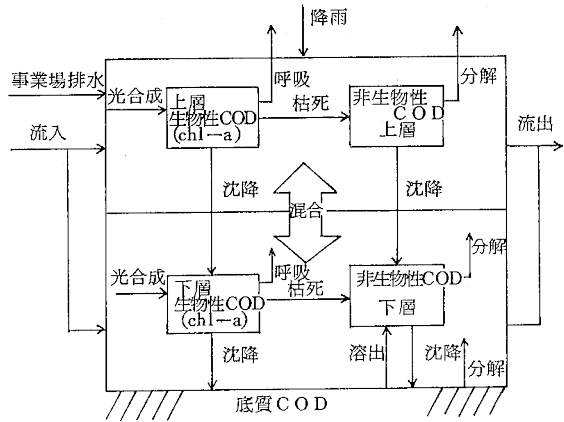 降雨
事業場排水
光合成
呼吸
分解
上層
生物性COD
(chl－a)
枯死
非生物性
COD
上層
流入
流出
沈降
沈降
混合
光合成
呼吸
分解
下層
生物性COD
(chl－a)
枯死
非生物性COD
下層
沈降
溶出
沈降
分解
底質COD